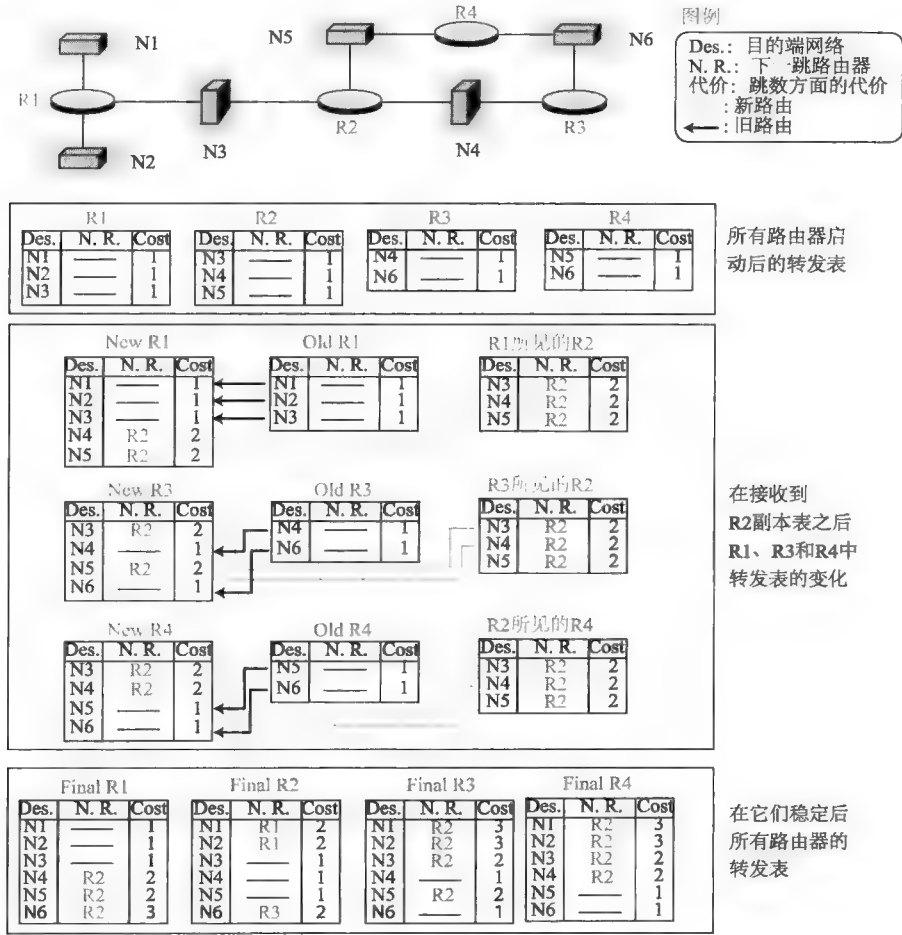 R4
图例
N1
N5
N6
Des.: 目的端网络
N. R.: 下一跳路由器
代价: 跳数方面的代价
: 新路由
: 旧路由
R1
R2
R3
N2
N3
N4
R1 R2 R3 R4
Des. N. R. Cost Des. N. R. Cost Des. N. R. Cost Des. N. R. Cost
N1 —— 1 N3 —— 1 N4 —— 1 N5 —— 1
N2 —— 1 N4 —— 1 N6 —— 1 N6 —— 1
N3 —— 1 N5 —— 1
所有路由器启
动后的转发表
New R1 Old R1 R1所见的R2
Des. N. R. Cost Des. N. R. Cost Des. N. R. Cost
N1 —— 1 N1 —— 1 N3 R2 2
N2 —— 1 N2 —— 1 N4 R2 2
N3 —— 1 N3 —— 1 N5 R2 2
N4 R2 2
N5 R2 2
New R3 Old R3 R3所见的R2
Des. N. R. Cost Des. N. R. Cost Des. N. R. Cost
N3 R2 2 N4 —— 1 N3 R2 2
N4 —— 1 N6 —— 1 N4 R2 2
N5 R2 2 N5 R2 2
N6 —— 1
New R4 Old R4 R2所见的R4
Des. N. R. Cost Des. N. R. Cost Des. N. R. Cost
N3 R2 2 N5 —— 1 N3 R2 2
N4 R2 2 N6 —— 1 N4 R2 2
N5 —— 1 N5 R2 2
N6 —— 1
在接收到
R2副本表之后
R1、R3和R4中
转发表的变化
Final R1 Final R2 Final R3 Final R4
Des. N. R. Cost Des. N. R. Cost Des. N. R. Cost Des. N. R. Cost
N1 —— 1 N1 R1 2 N1 R2 3 N1 R2 3
N2 —— 1 N2 R1 2 N2 R2 3 N2 R2 3
N3 —— 1 N3 —— 1 N3 R2 2 N3 R2 2
N4 R2 2 N4 —— 1 N4 —— 1 N4 R2 2
N5 R2 2 N5 —— 1 N5 R2 2 N5 —— 1
N6 R2 3 N6 R3 2 N6 —— 1 N6 —— 1
在它们稳定后
所有路由器的
转发表